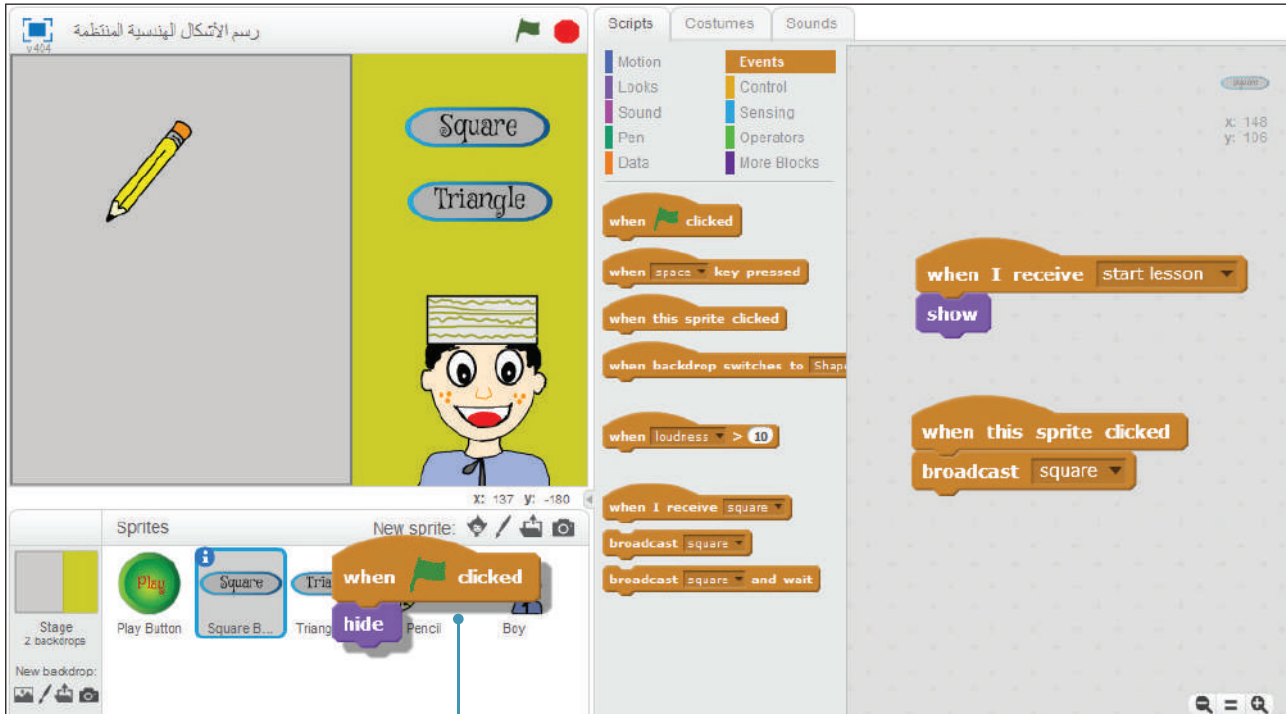 رسم الأشكال الهندسية المنتظمة
v404
Square
Triangle
x: 137 y: -180
Sprites
New sprite:
Stage
2 backdrops
New backdrop:
Play
Play Button
Square
Square B...
Tria
Triang
Pencil
1
Boy
when clicked
hide
Scripts
Costumes
Sounds
Motion
Looks
Sound
Pen
Data
Events
Control
Sensing
Operators
More Blocks
when clicked
when space key pressed
when this sprite clicked
when backdrop switches to Shap
when loudness > 10
when I receive square
broadcast square
broadcast square and wait
square
x: 148
y: 106
when I receive start lesson
show
when this sprite clicked
broadcast square